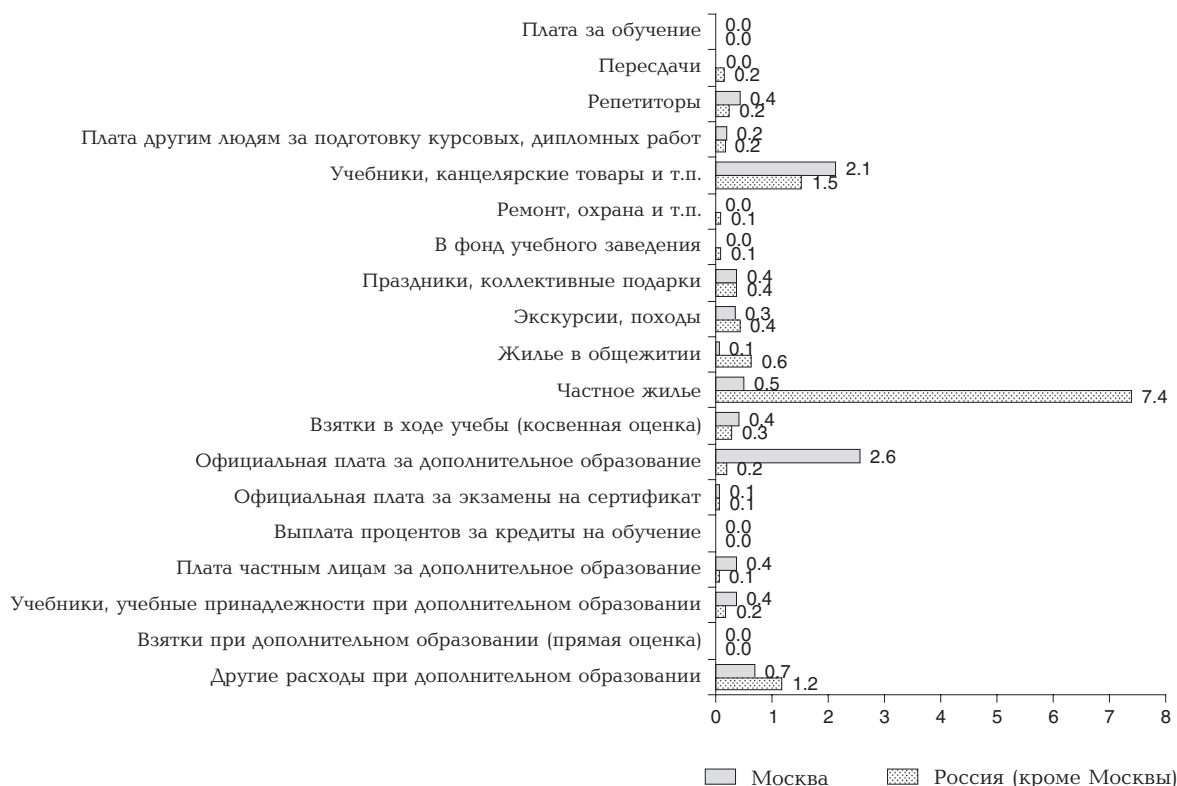 Плата за обучение 0.0
0.0
Пересдачи 0.0
0.2
Репетиторы 0.4
0.2
Плата другим людям за подготовку курсовых, дипломных работ 0.2
0.2
Учебники, канцелярские товары и т.п. 2.1
1.5
Ремонт, охрана и т.п. 0.0
0.1
В фонд учебного заведения 0.0
0.1
Праздники, коллективные подарки 0.4
0.4
Экскурсии, походы 0.3
0.4
Жилье в общежитии 0.1
0.6
Частное жилье 0.5
7.4
Взятки в ходе учебы (косвенная оценка) 0.4
0.3
Официальная плата за дополнительное образование 2.6
0.2
Официальная плата за экзамены на сертификат 0.1
0.1
Выплата процентов за кредиты на обучение 0.0
0.0
Плата частным лицам за дополнительное образование 0.4
0.1
Учебники, учебные принадлежности при дополнительном образовании 0.4
0.2
Взятки при дополнительном образовании (прямая оценка) 0.0
0.0
Другие расходы при дополнительном образовании 0.7
1.2
0 1 2 3 4 5 6 7 8
Москва Россия (кроме Москвы)